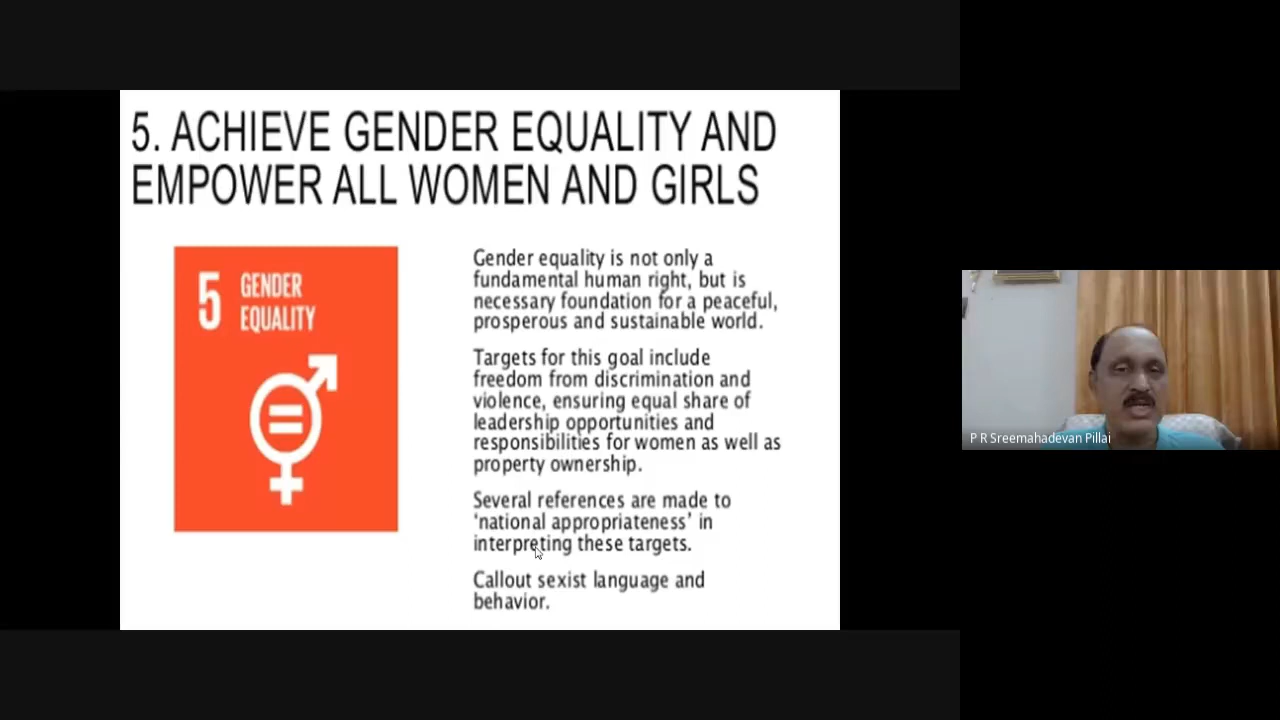 5. ACHIEVE GENDER EQUALITY AND
EMPOWER ALL WOMEN AND GIRLS
5 GENDER
EQUALITY
Gender equality is not only a
fundamental human right, but is
necessary foundation for a peaceful,
prosperous and sustainable world.
Targets for this goal include
freedom from discrimination and
violence, ensuring equal share of
leadership opportunities and
responsibilities for women as well as
property ownership.
Several references are made to
‘national appropriateness’ in
interpreting these targets.
Callout sexist language and
behavior.
P R Sreemahadevan Pillai